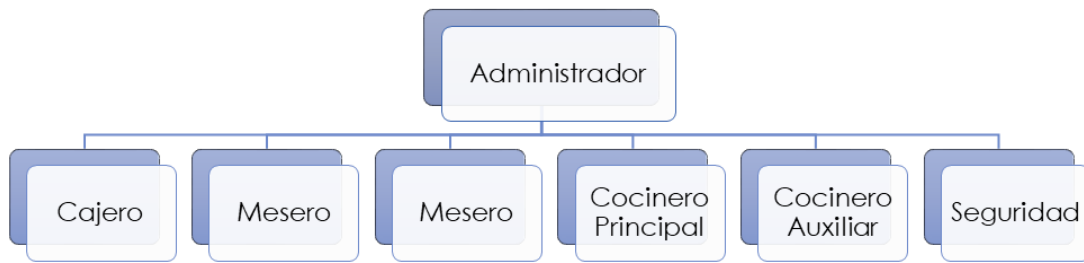 Administrador
Cajero
Mesero
Mesero
Cocinero
Principal
Cocinero
Auxiliar
Seguridad